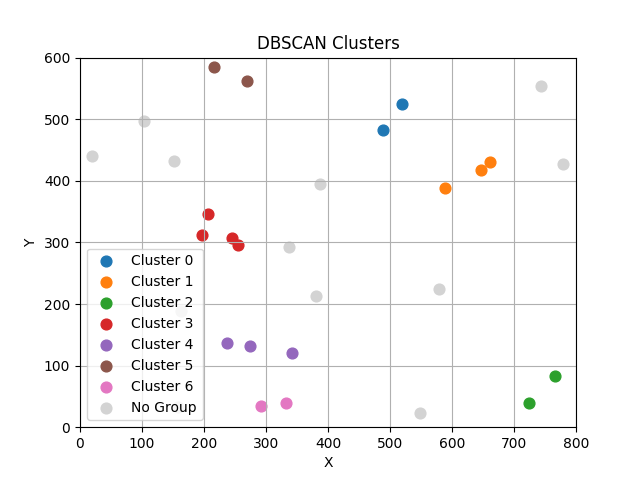 DBSCAN Clusters
600
500
400
300
200
100
0
Y
Cluster 0
Cluster 1
Cluster 2
Cluster 3
Cluster 4
Cluster 5
Cluster 6
No Group
0 100 200 300 400 500 600 700 800
X